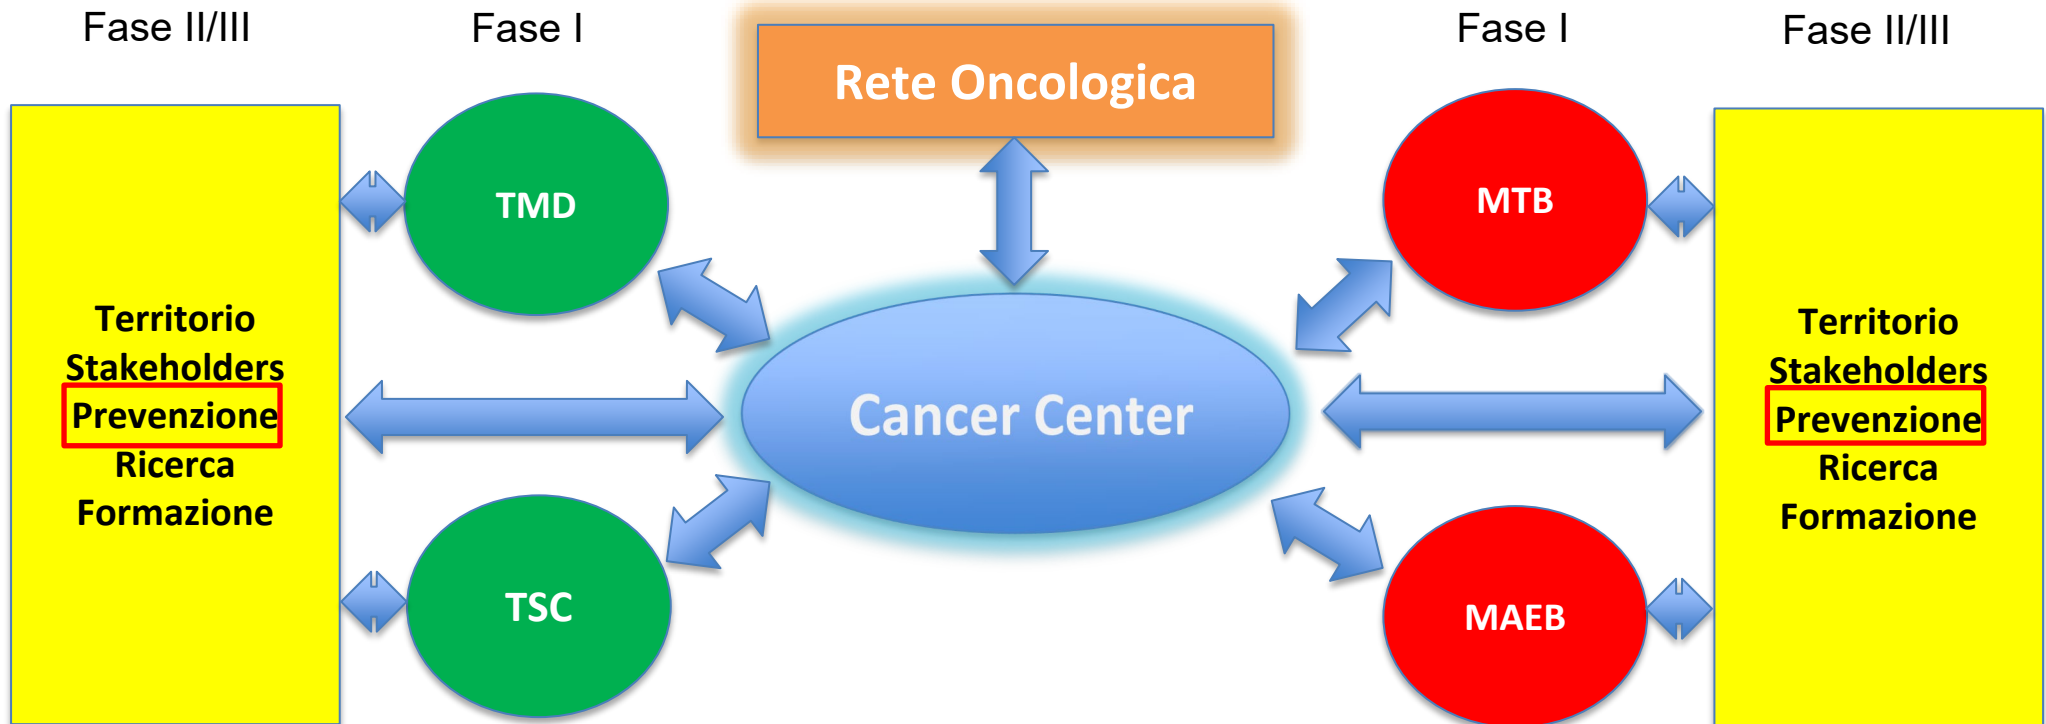 Fase II/III
Fase I
Rete Oncologica
Fase I
Fase II/III
TMD
MTB
Territorio
Stakeholders
Prevenzione
Ricerca
Formazione
Cancer Center
Territorio
Stakeholders
Prevenzione
Ricerca
Formazione
TSC
MAEB